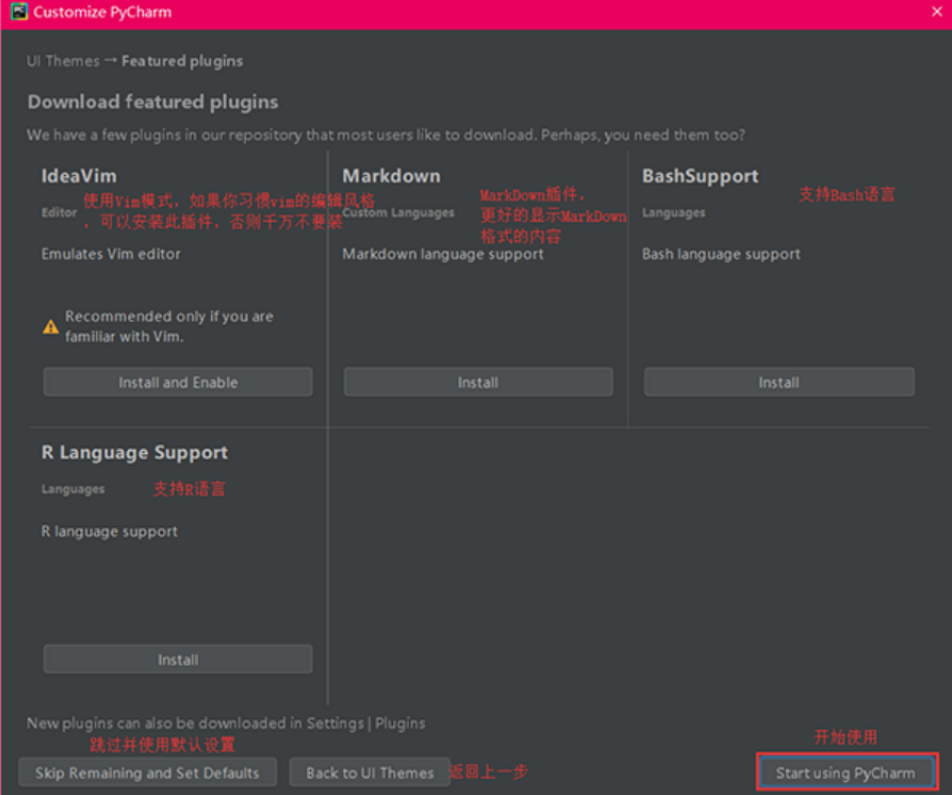 Customize PyCharm
UI Themes → Featured plugins
Download featured plugins
We have a few plugins in our repository that most users like to download. Perhaps, you need them too?
IdeaVim
使用Vim模式，如果你习惯vim的编辑风格
Editor
，可以安装此插件，否则千万不要装
Emulates Vim editor
Recommended only if you are
familiar with Vim.
Install and Enable
Markdown
MarkDown插件，
Custom Languages
更好的显示MarkDown
格式的内容
Markdown language support
Install
BashSupport
支持Bash语言
Languages
Bash language support
Install
R Language Support
Languages
支持R语言
R language support
Install
New plugins can also be downloaded in Settings | Plugins
跳过并使用默认设置
Skip Remaining and Set Defaults
Back to UI Themes
返回上一步
开始使用
Start using PyCharm